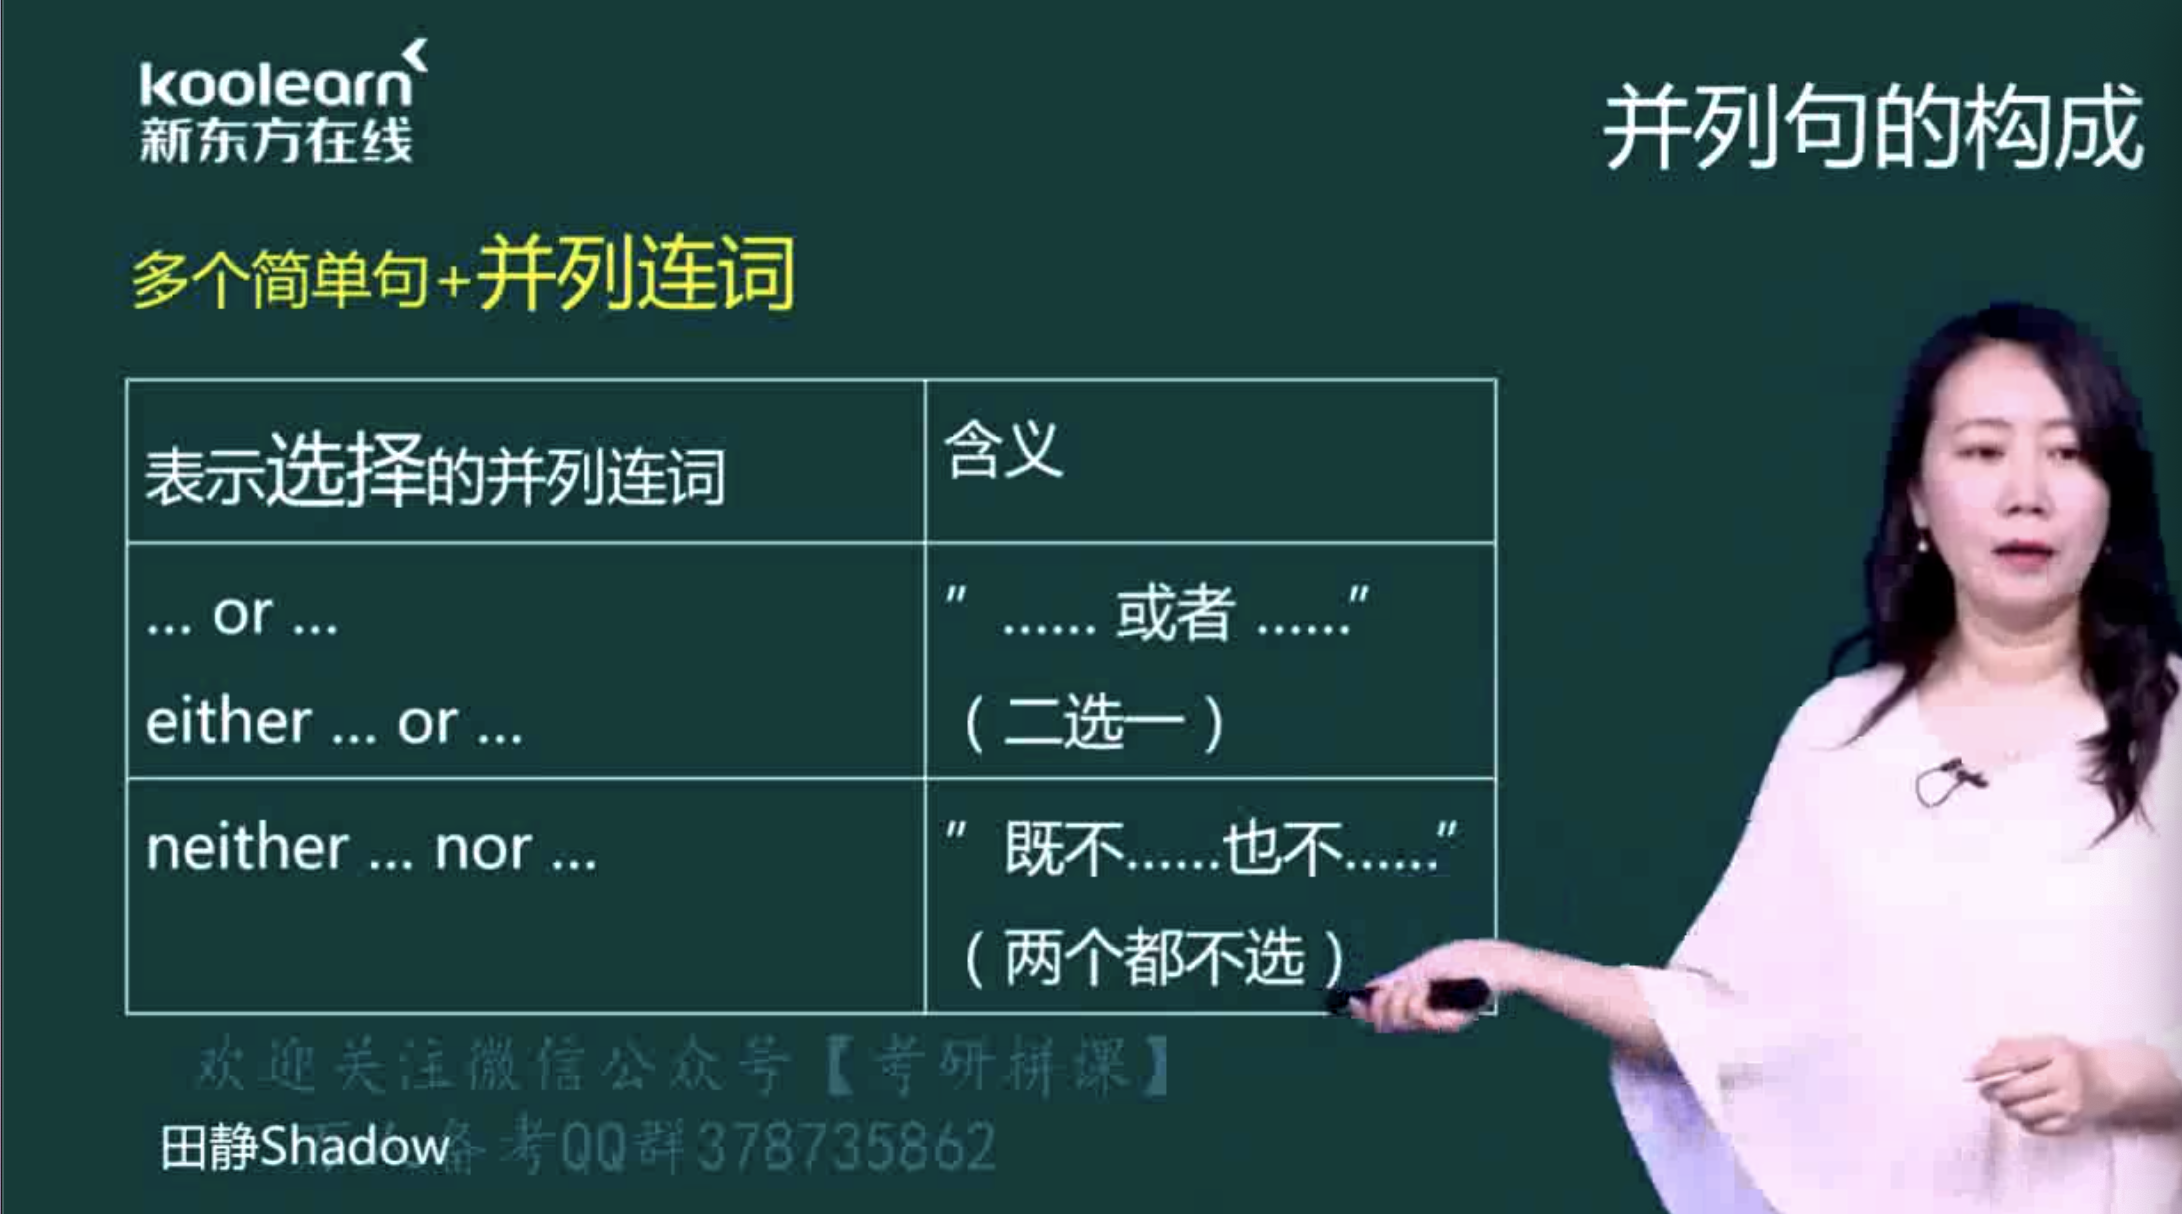 koolearn
新东方在线
并列句的构成
多个简单句+并列连词
表示选择的并列连词
含义
... or ...
"……或者……"
either ... or ...
（二选一）
neither ... nor ...
"既不……也不……"
（两个都不选）
欢迎关注微信公众号【考研拼课】
田静Shadow
备考QQ群378735862